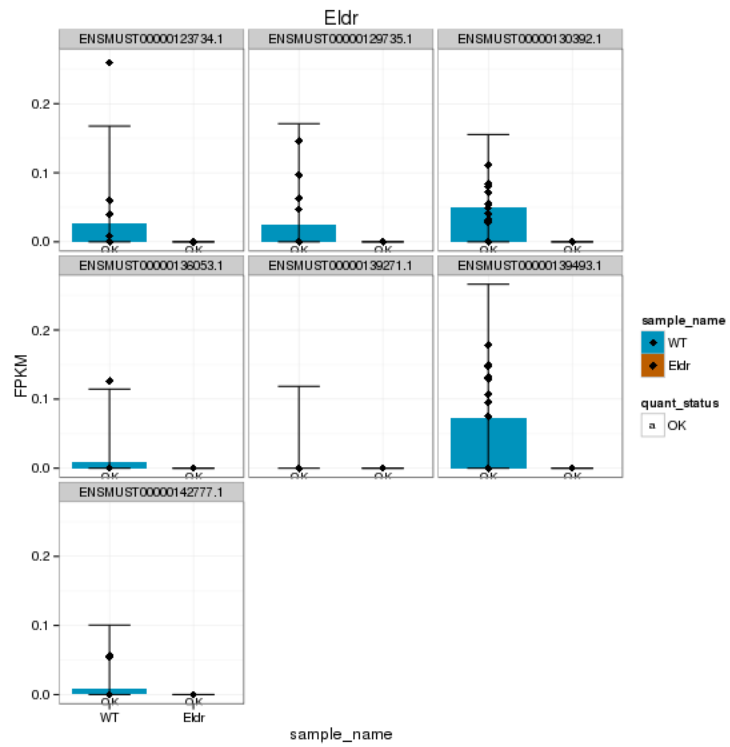 Eldr
ENSMUST00000123734.1 ENSMUST00000129735.1 ENSMUST00000130392.1
0.2
0.1
0.0
OK OK OK OK OK OK
ENSMUST00000136053.1 ENSMUST00000139271.1 ENSMUST00000139493.1
0.2
0.1
0.0
OK OK OK OK OK OK
FPKM
sample_name
WT
Eldr
quant_status
a OK
ENSMUST00000142777.1
0.2
0.1
0.0
OK OK
WT Eldr
sample_name